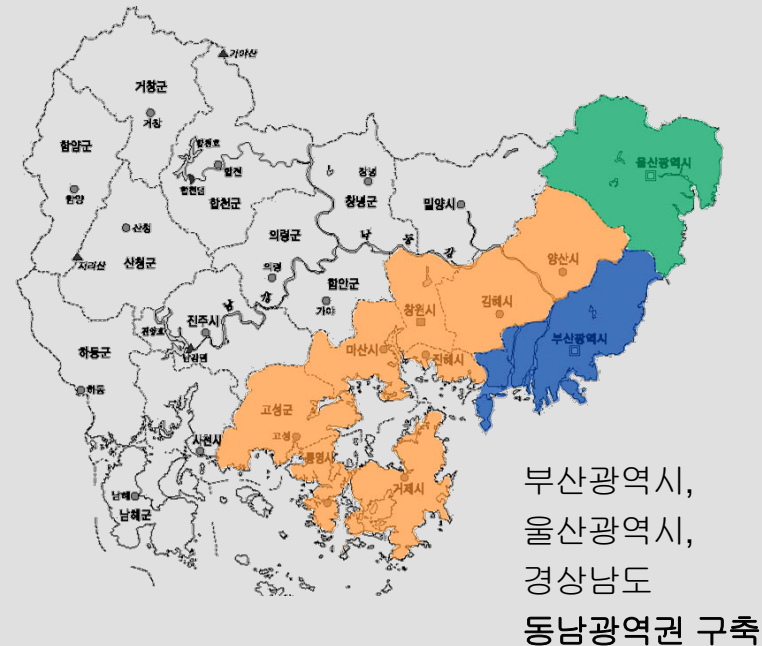 가야산
거창군
거창
함양군
함양
합천호
합천
합천댐
합천군
산청
산청군
지리산
창녕
창녕군
밀양시
울산광역시
의령군
의령
낙
동
강
함안군
가야
양산시
김해시
창원시
부산광역시
진주시
남
강
진양호
남강댐
마산시
진해시
하동군
하동
고성군
고성
사천시
통영시
거제시
남해
남해군
부산광역시,
울산광역시,
경상남도
동남광역권 구축